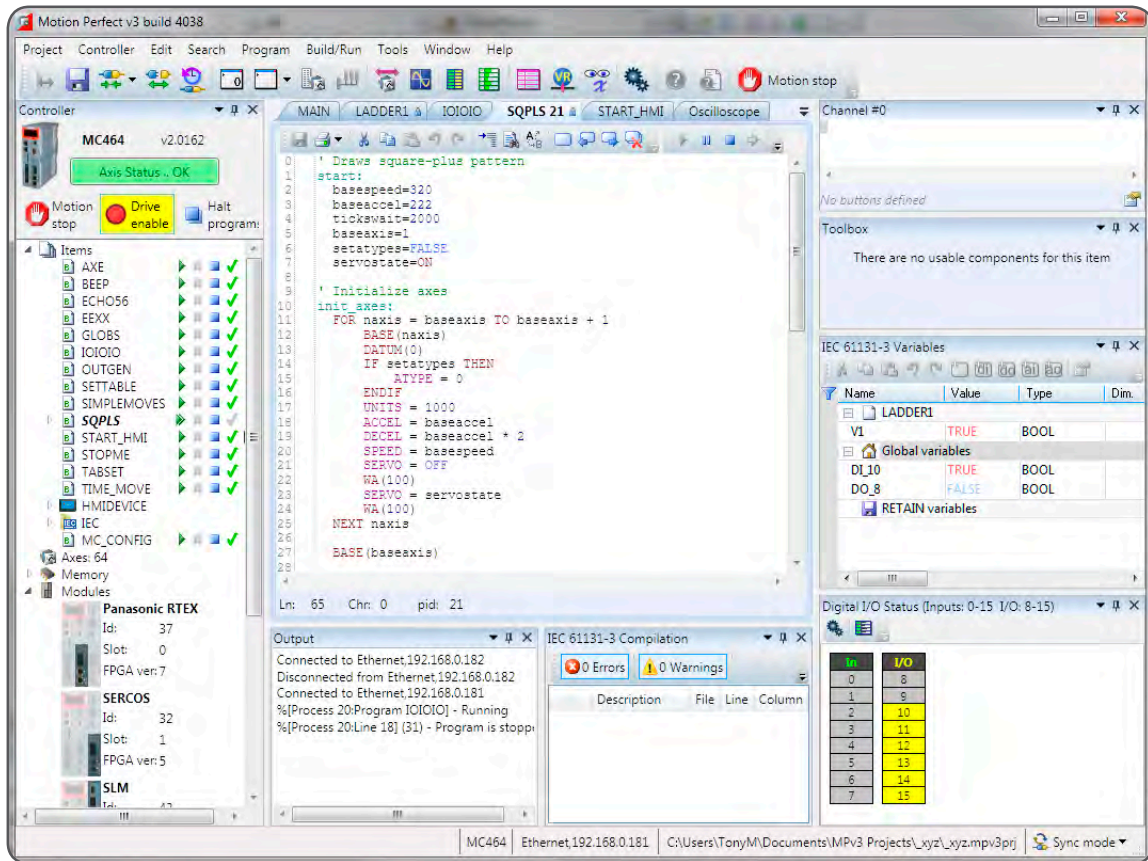 Motion Perfect v3 build 4038
Project Controller Edit Search Program Build/Run Tools Window Help
Motion stop
Controller
MC464 v2.0162
Axis Status .. OK
Motion stop
Drive enable
Halt program:
Items
AXE
BEEP
ECHO56
EEXX
GLOBS
IOIOIO
OUTGEN
SETTABLE
SIMPLEMOVES
SQPLS
START_HMI
STOPME
TABSET
TIME_MOVE
HMIDEVICE
IEC
MC_CONFIG
Axes: 64
Memory
Modules
Panasonic RTEX
Id: 37
Slot: 0
FPGA ver: 7
SERCOS
Id: 32
Slot: 1
FPGA ver: 5
SLM
MAIN LADDER1 IOIOIO SQPLS 21 START_HMI Oscilloscope
0 ' Draws square-plus pattern
1 start:
2 basespeed=320
3 baseaccel=222
4 tickswait=2000
5 baseaxis=1
6 setatypes=FALSE
7 servostate=ON
8
9 ' Initialize axes
10 init_axes:
11 FOR naxis = baseaxis TO baseaxis + 1
12 BASE(naxis)
13 DATUM(0)
14 IF setatypes THEN
15 ATYPE = 0
16 ENDIF
17 UNITS = 1000
18 ACCEL = baseaccel
19 DECEL = baseaccel * 2
20 SPEED = basespeed
21 SERVO = OFF
22 WA(100)
23 SERVO = servostate
24 WA(100)
25 NEXT naxis
26
27 BASE(baseaxis)
28
Ln: 65 Chr: 0 pid: 21
Output
Connected to Ethernet,192.168.0.182
Disconnected from Ethernet,192.168.0.182
Connected to Ethernet,192.168.0.181
%[Process 20:Program IOIOIO] - Running
%[Process 20:Line 18] (31) - Program is stopp
IEC 61131-3 Compilation
0 Errors 0 Warnings
Description File Line Column
Channel #0
No buttons defined
Toolbox
There are no usable components for this item
IEC 61131-3 Variables
Name Value Type Dim.
LADDER1
V1 TRUE BOOL
Global variables
DI_10 TRUE BOOL
DO_8 FALSE BOOL
RETAIN variables
Digital I/O Status (Inputs: 0-15 I/O: 8-15)
In I/O
0 8
1 9
2 10
3 11
4 12
5 13
6 14
7 15
MC464 Ethernet,192.168.0.181 C:\Users\TonyM\Documents\MPv3 Projects\_xyz\_xyz.mpv3prj Sync mode